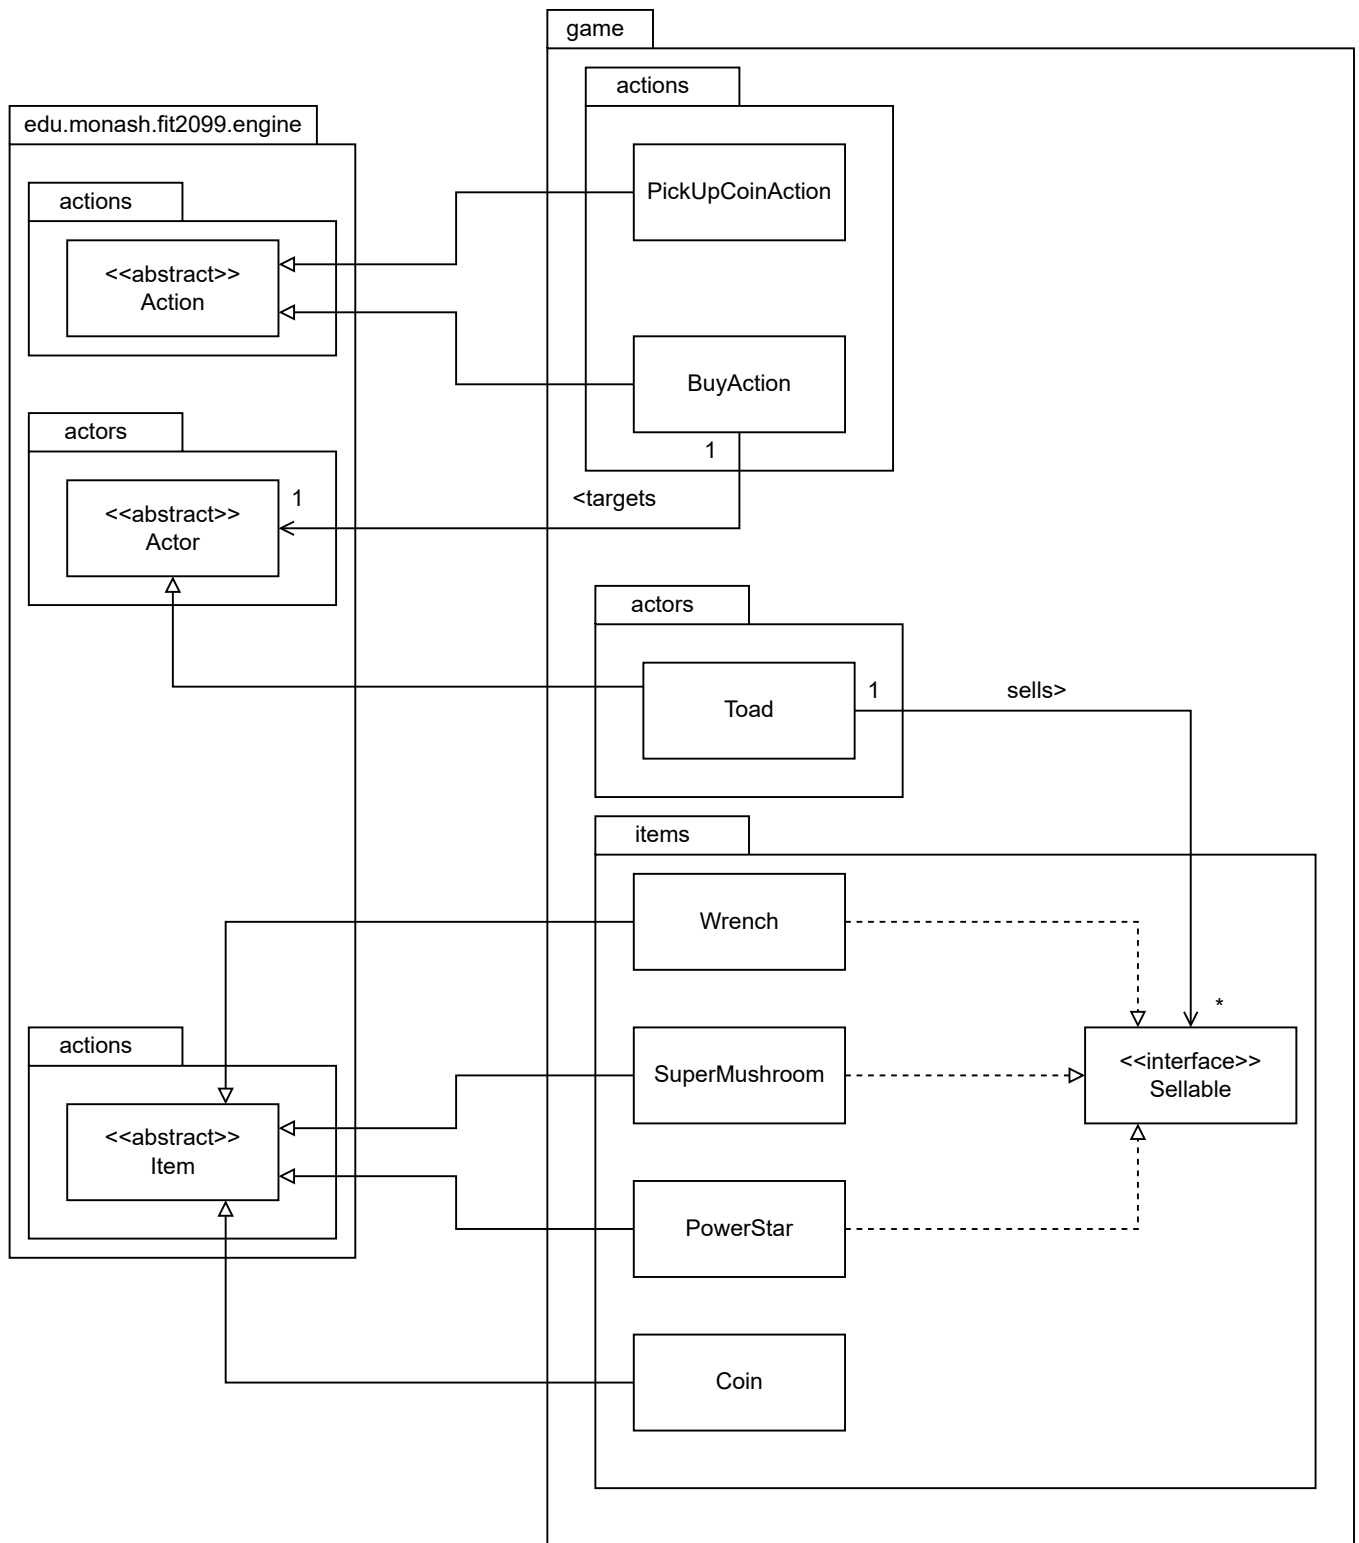 game
actions
edu.monash.fit2099.engine
PickUpCoinAction
actions
<<abstract>>
Action
BuyAction
actors
1
<<abstract>>
Actor
1
<targets
actors
Toad
1
sells>
items
Wrench
*
actions
SuperMushroom
<<interface>>
Sellable
<<abstract>>
Item
PowerStar
Coin